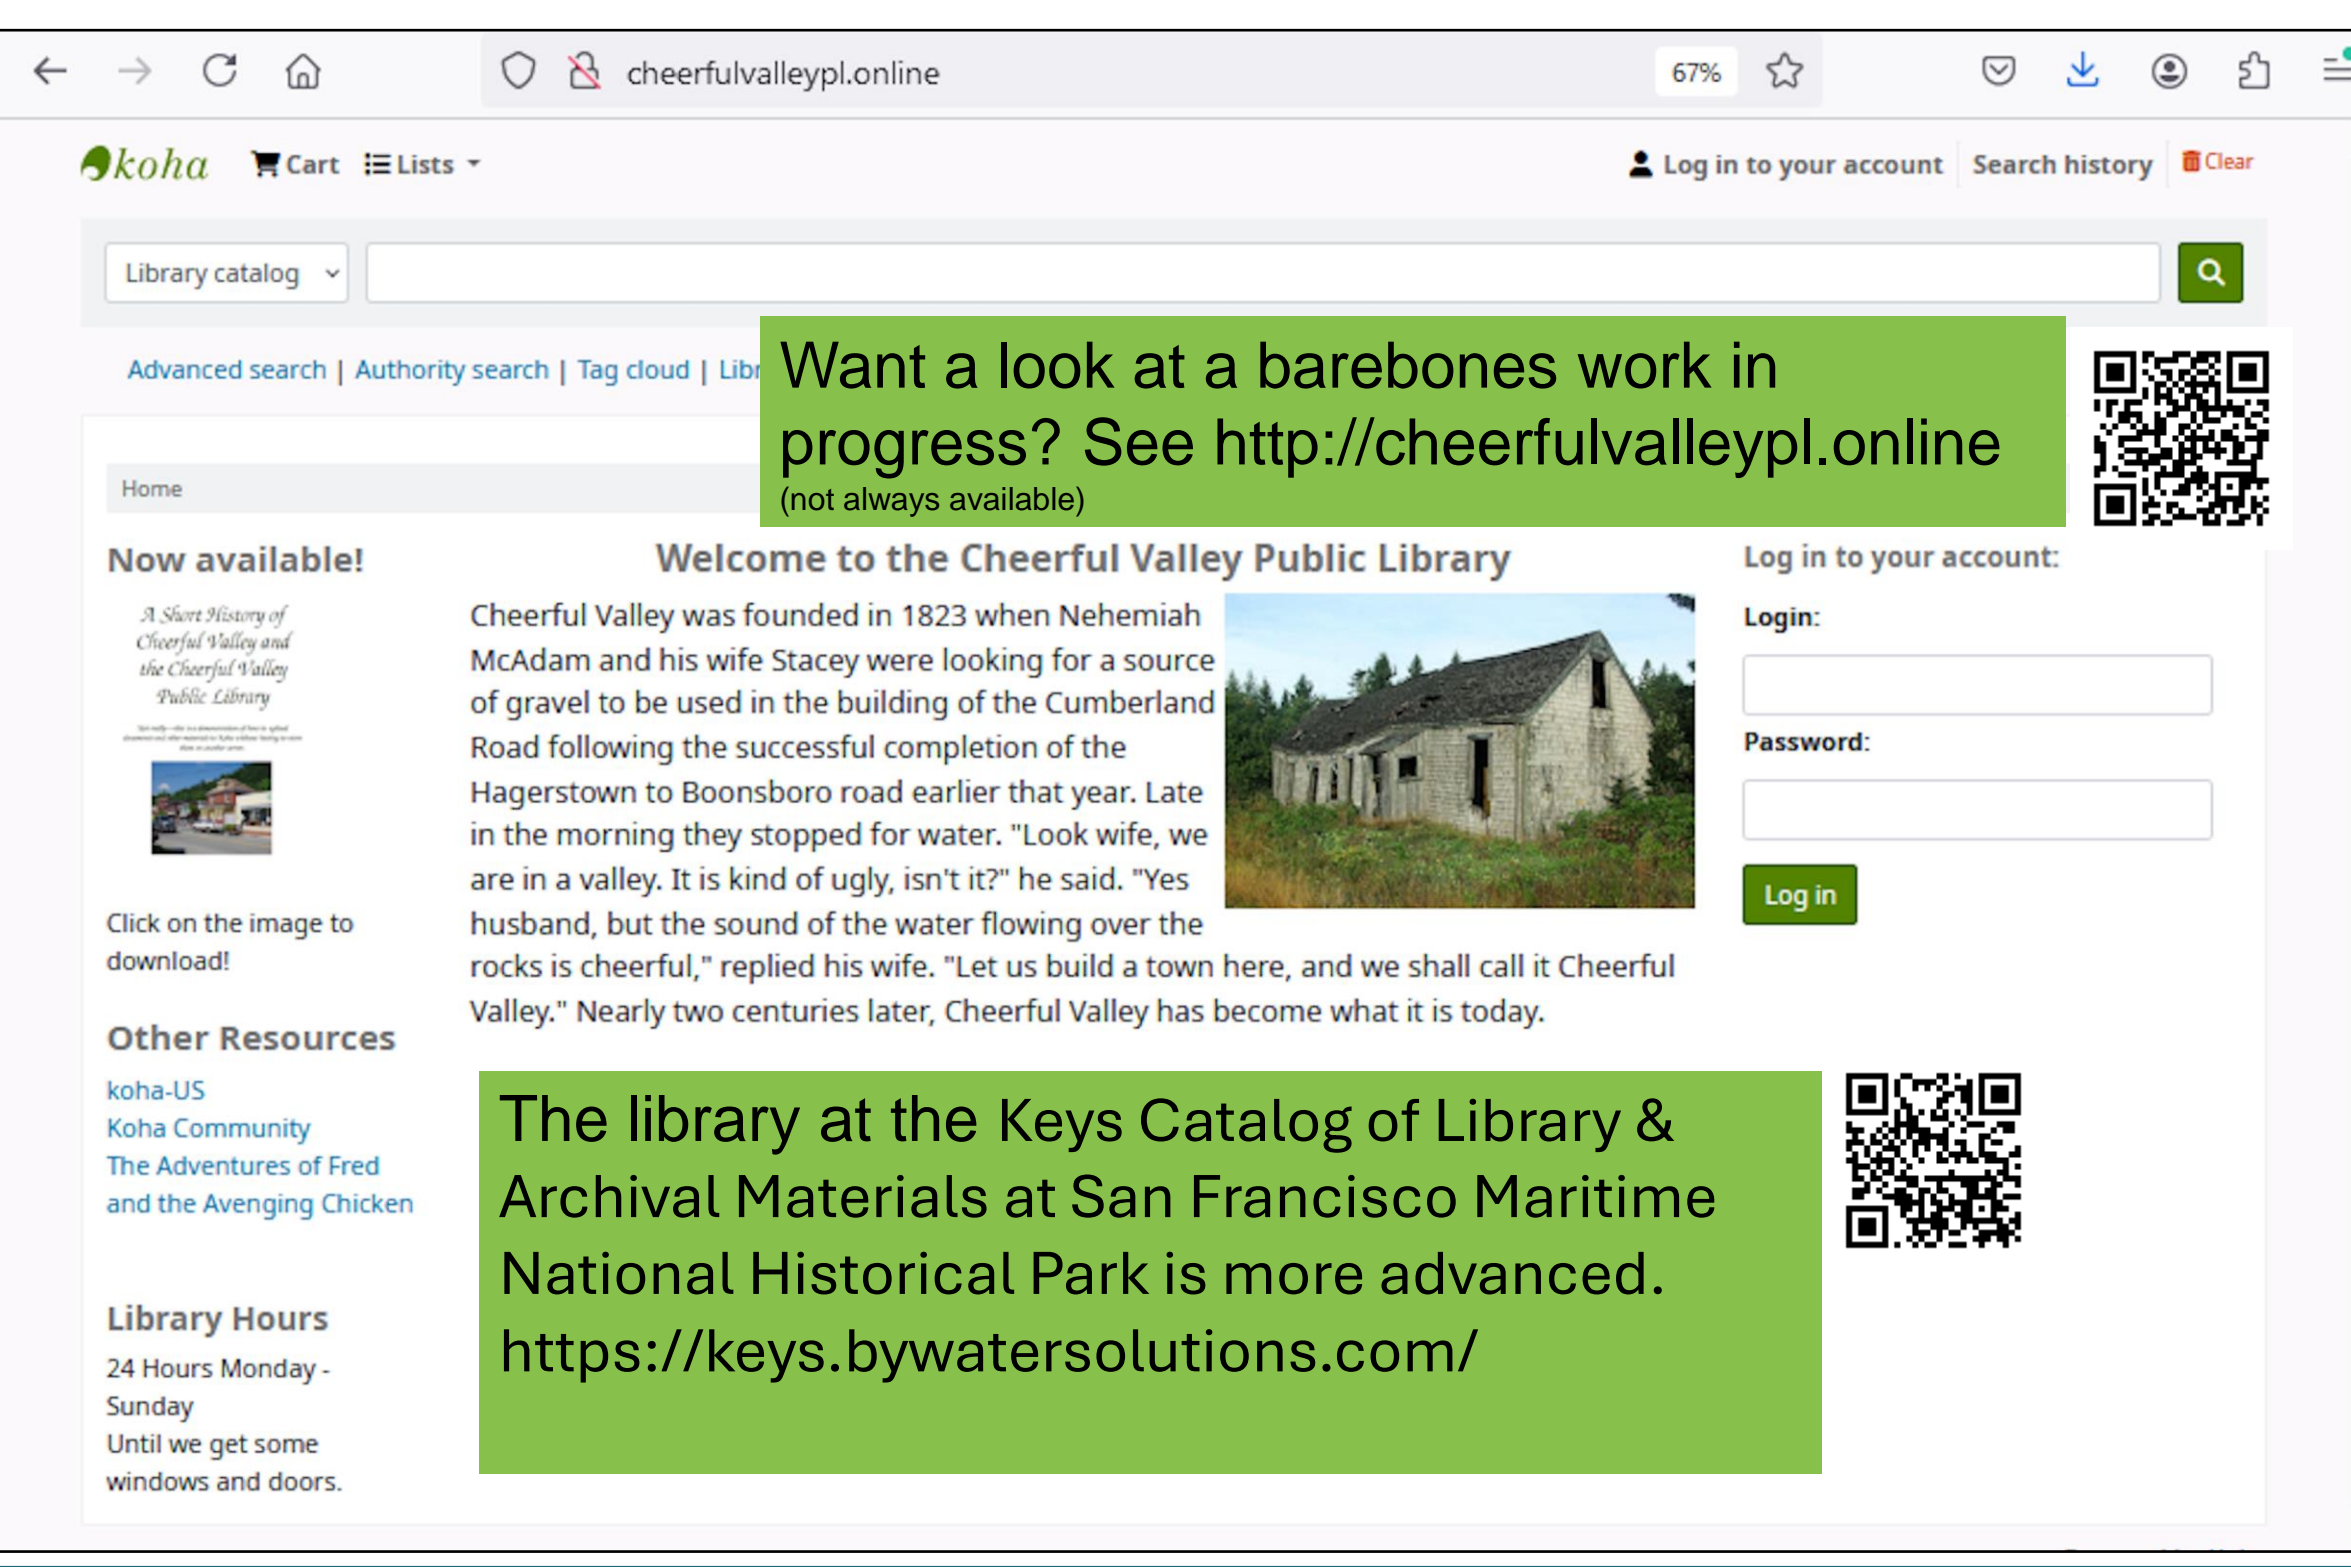 cheerfulvalleypl.online
67%
koha Cart Lists
Log in to your account Search history Clear
Library catalog
Advanced search | Authority search | Tag cloud |
Want a look at a barebones work in
progress? See http://cheerfulvalleypl.online
(not always available)
Home
Now available!
A Short History of
Cheerful Valley and
the Cheerful Valley
Public Library
Click on the image to
download!
Other Resources
koha-US
Koha Community
The Adventures of Fred
and the Avenging Chicken
Library Hours
24 Hours Monday -
Sunday
Until we get some
windows and doors.
Welcome to the Cheerful Valley Public Library
Cheerful Valley was founded in 1823 when Nehemiah
McAdam and his wife Stacey were looking for a source
of gravel to be used in the building of the Cumberland
Road following the successful completion of the
Hagerstown to Boonsboro road earlier that year. Late
in the morning they stopped for water. "Look wife, we
are in a valley. It is kind of ugly, isn't it?" he said. "Yes
husband, but the sound of the water flowing over the
rocks is cheerful," replied his wife. "Let us build a town here, and we shall call it Cheerful
Valley." Nearly two centuries later, Cheerful Valley has become what it is today.
Log in to your account:
Login:
Password:
Log in
The library at the Keys Catalog of Library &
Archival Materials at San Francisco Maritime
National Historical Park is more advanced.
https://keys.bywatersolutions.com/